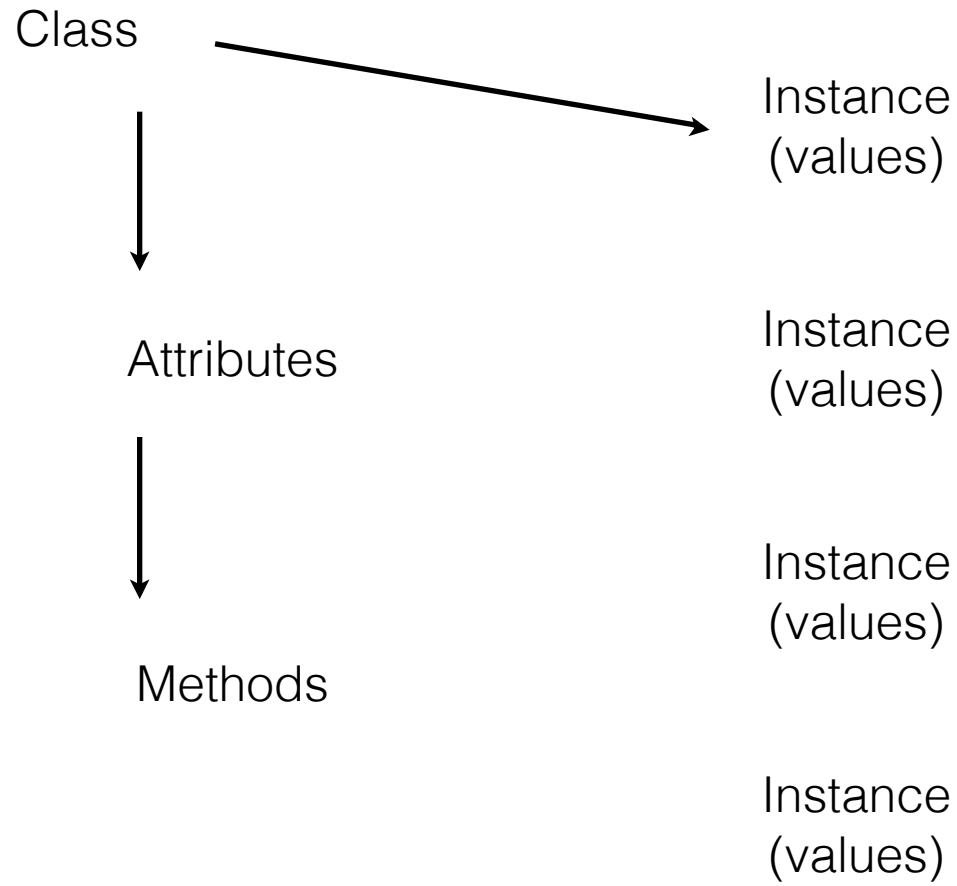 Class
Instance
(values)
Instance
(values)
Attributes
Instance
(values)
Methods
Instance
(values)